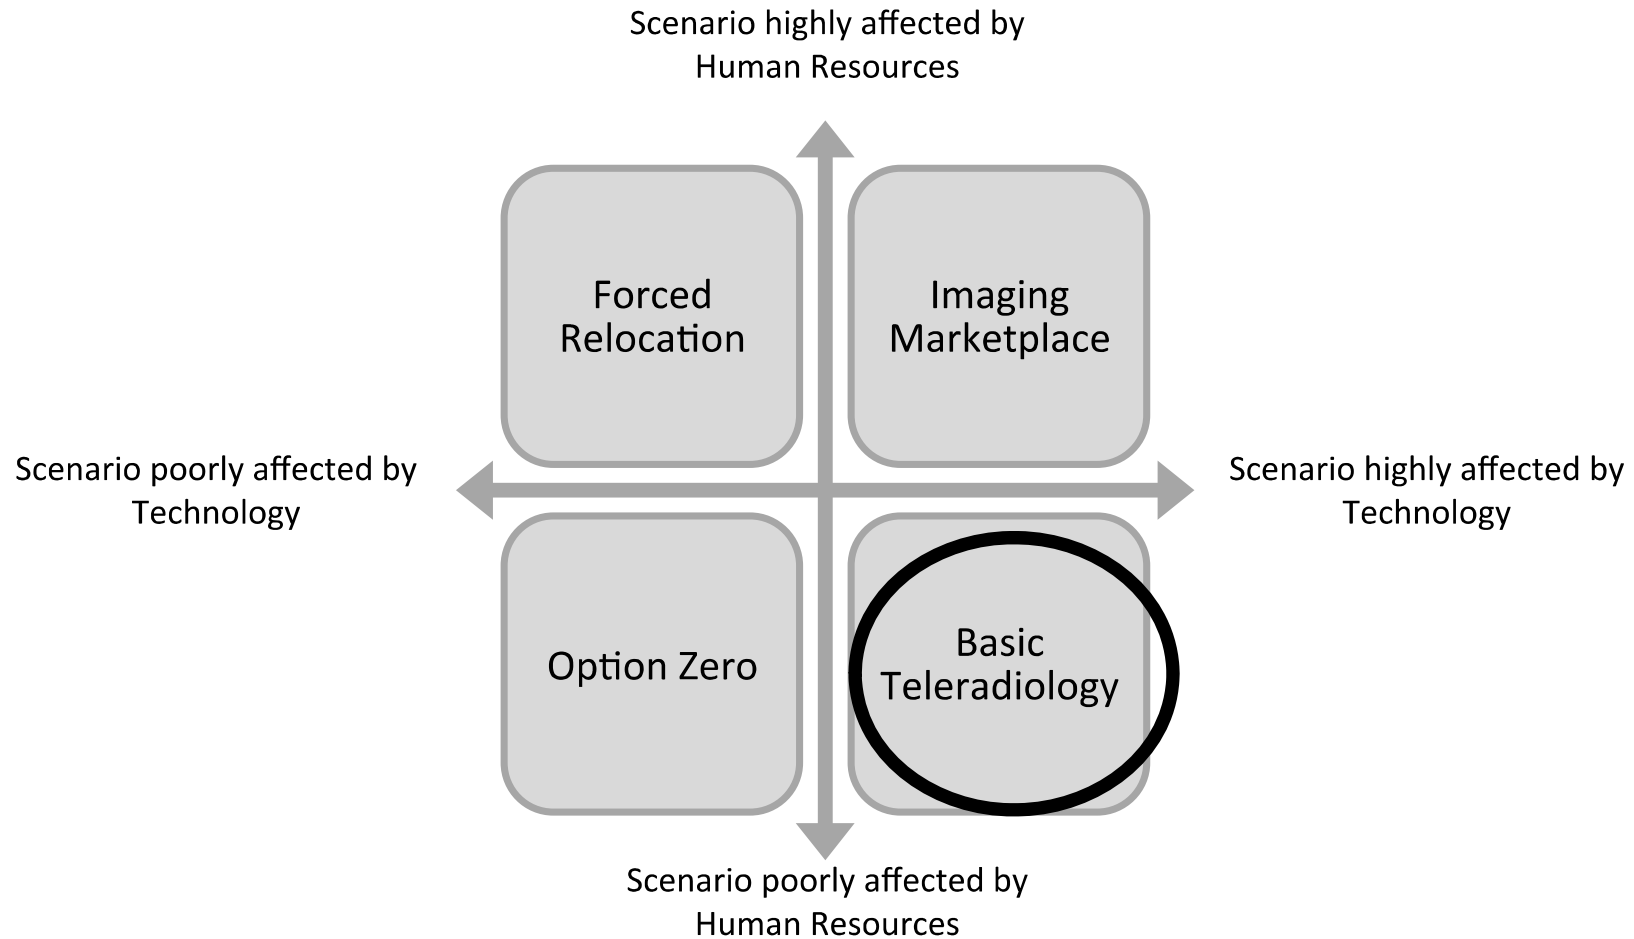 Scenario highly affected by
Human Resources
Forced
Relocation
Imaging
Marketplace
Scenario poorly affected by
Technology
Scenario highly affected by
Technology
Option Zero
Basic
Teleradiology
Scenario poorly affected by
Human Resources